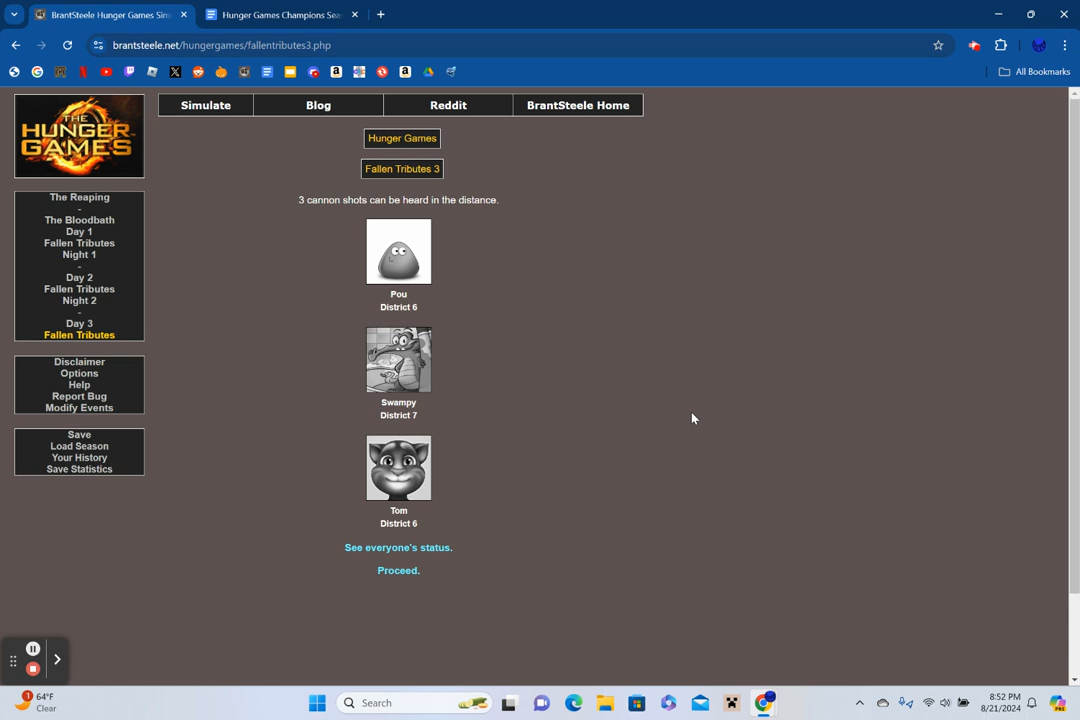 BrantSteele Hunger Games Sim
Hunger Games Champions Sea
brantsteele.net/hungergames/fallentributes3.php
All Bookmarks
THE
HUNGER
GAMES
Simulate
Blog
Reddit
BrantSteele Home
Hunger Games
Fallen Tributes 3
3 cannon shots can be heard in the distance.
Pou
District 6
Swampy
District 7
Tom
District 6
See everyone's status.
Proceed.
The Reaping
-
The Bloodbath
Day 1
Fallen Tributes
Night 1
-
Day 2
Fallen Tributes
Night 2
-
Day 3
Fallen Tributes
Disclaimer
Options
Help
Report Bug
Modify Events
Save
Load Season
Your History
Save Statistics
1
64°F
Clear
Search
8:52 PM
8/21/2024
PRE